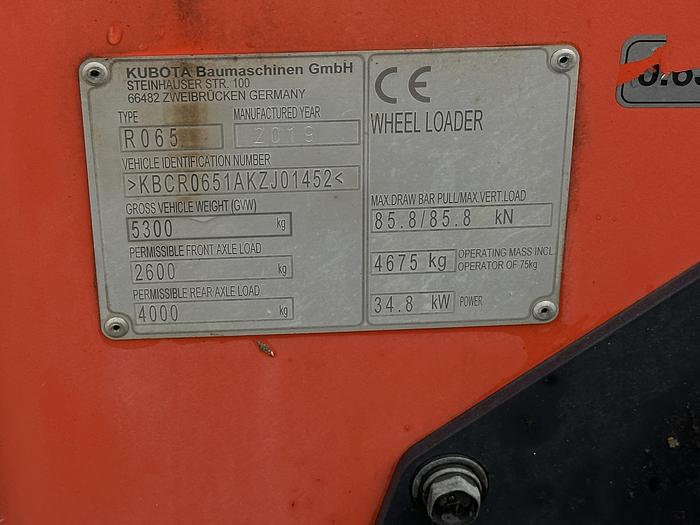 KUBOTA Baumaschinen GmbH
STEINHAUSER STR. 100
66482 ZWEIBRÜCKEN GERMANY
TYPE
R065
MANUFACTURED YEAR
2019
VEHICLE IDENTIFICATION NUMBER
>KBCR0651AKZJ01452<
GROSS VEHICLE WEIGHT (GVW)
5300 kg
PERMISSIBLE FRONT AXLE LOAD
2600 kg
PERMISSIBLE REAR AXLE LOAD
4000 kg
CE
WHEEL LOADER
MAX.DRAW BAR PULL/MAX.VERT.LOAD
85.8/85.8 kN
4675 kg
OPERATING MASS INCL.
OPERATOR OF 75kg
34.8 kW POWER